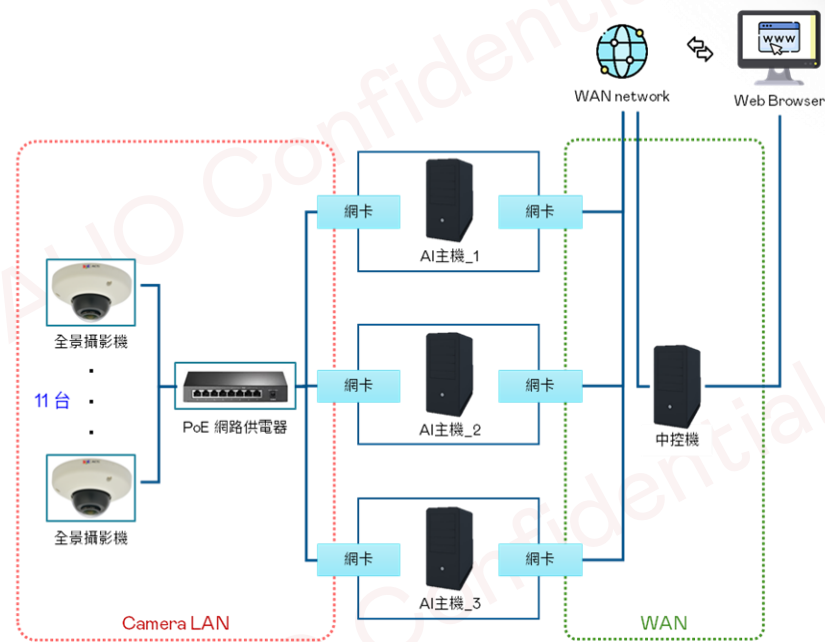 WWW
WAN network
Web Browser
網卡
網卡
AI主機_1
全景攝影機
11 台
PoE 網路供電器
網卡
網卡
AI主機_2
中控機
全景攝影機
網卡
網卡
AI主機_3
Camera LAN
WAN
AUO Confidential
AUO Confidential